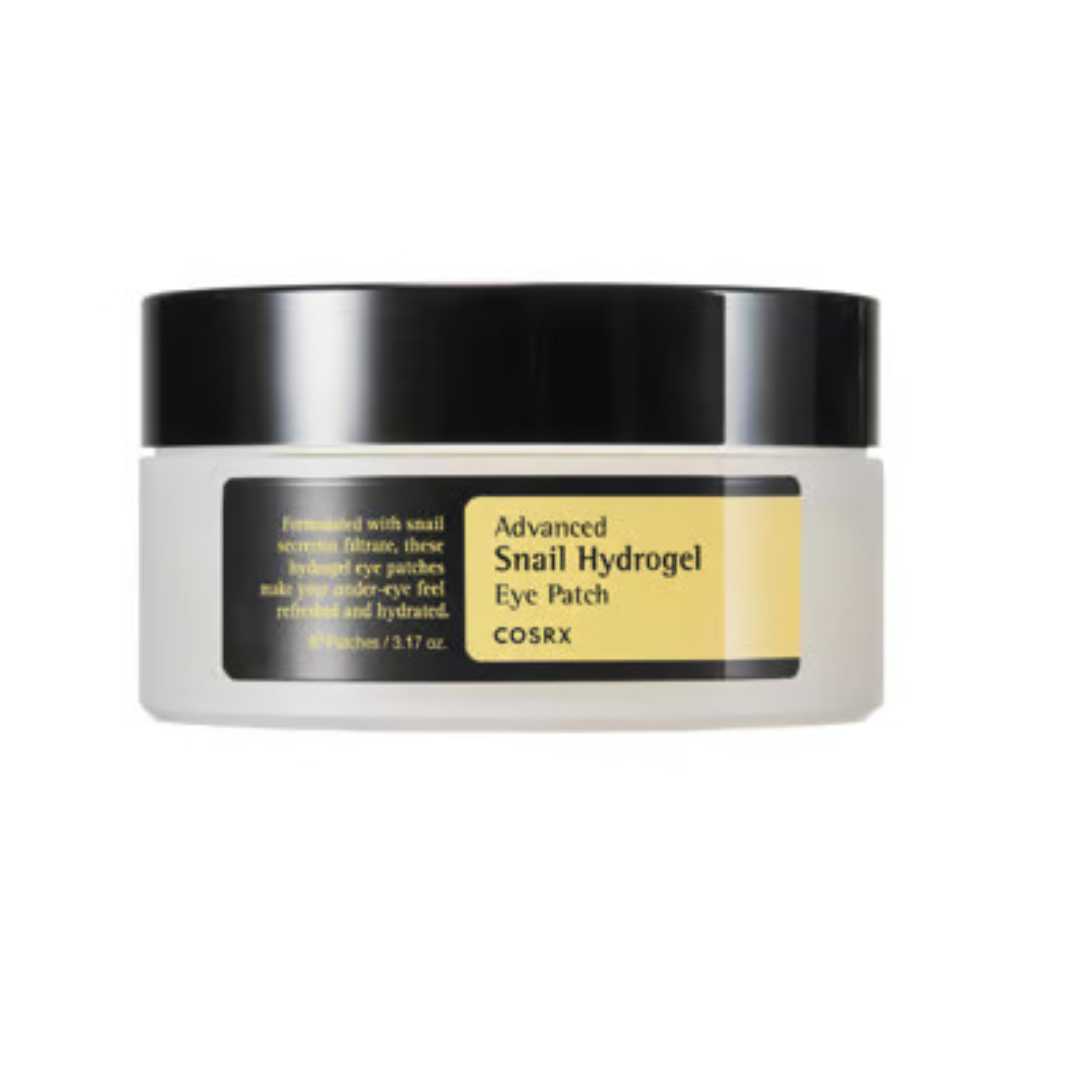 Formulated with snail
secretion filtrate, these
hydrogel eye patches
make your under-eye feel
refreshed and hydrated.
Patches / 3.17 oz.
Advanced
Snail Hydrogel
Eye Patch
COSRX